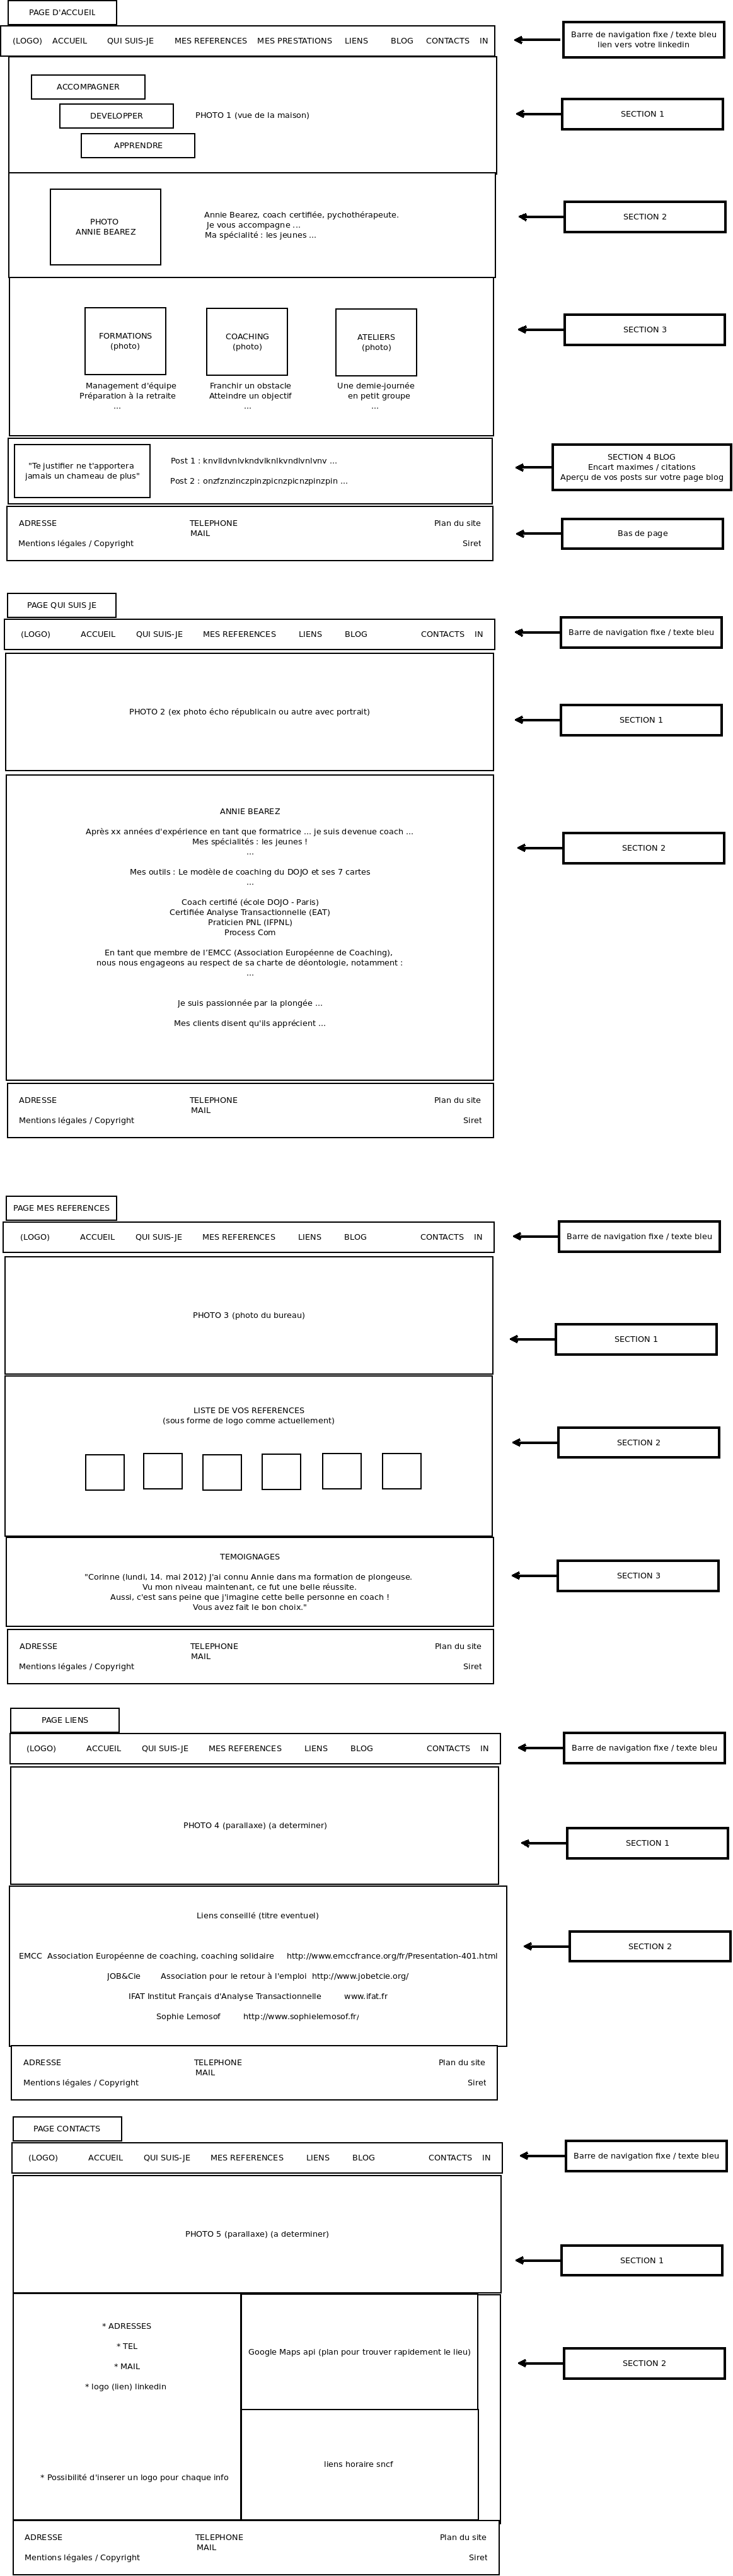 PAGE D'ACCUEIL
(LOGO) ACCUEIL QUI SUIS-JE MES REFERENCES MES PRESTATIONS LIENS BLOG CONTACTS IN
Barre de navigation fixe / texte bleu
lien vers votre linkedin
ACCOMPAGNER
DEVELOPPER
APPRENDRE
PHOTO 1 (vue de la maison)
SECTION 1
PHOTO
ANNIE BEAREZ
Annie Bearez, coach certifiée, pychothérapeute.
Je vous accompagne ...
Ma spécialité : les jeunes ...
SECTION 2
FORMATIONS
(photo)
Management d'équipe
Préparation à la retraite
...
COACHING
(photo)
Franchir un obstacle
Atteindre un objectif
...
ATELIERS
(photo)
Une demie-journée
en petit groupe
...
SECTION 3
"Te justifier ne t'apportera
jamais un chameau de plus"
Post 1 : knvlldvnlvkndvlknlkvndlvnlvnv ...
Post 2 : onzfznzinczpinzpicnzpicnzpinzpin ...
SECTION 4 BLOG
Encart maximes / citations
Aperçu de vos posts sur votre page blog
ADRESSE TELEPHONE Plan du site
MAIL
Mentions légales / Copyright Siret
Bas de page
PAGE QUI SUIS JE
(LOGO) ACCUEIL QUI SUIS-JE MES REFERENCES LIENS BLOG CONTACTS IN
Barre de navigation fixe / texte bleu
PHOTO 2 (ex photo écho républicain ou autre avec portrait)
SECTION 1
ANNIE BEAREZ
Après xx années d'expérience en tant que formatrice ... je suis devenue coach ...
Mes spécialités : les jeunes !
...
Mes outils : Le modèle de coaching du DOJO et ses 7 cartes
...
Coach certifié (école DOJO - Paris)
Certifiée Analyse Transactionnelle (EAT)
Praticien PNL (IFPNL)
Process Com
En tant que membre de l'EMCC (Association Européenne de Coaching),
nous nous engageons au respect de sa charte de déontologie, notamment :
...
Je suis passionnée par la plongée ...
Mes clients disent qu'ils apprécient ...
SECTION 2
ADRESSE TELEPHONE Plan du site
MAIL
Mentions légales / Copyright Siret
PAGE MES REFERENCES
(LOGO) ACCUEIL QUI SUIS-JE MES REFERENCES LIENS BLOG CONTACTS IN
Barre de navigation fixe / texte bleu
PHOTO 3 (photo du bureau)
SECTION 1
LISTE DE VOS REFERENCES
(sous forme de logo comme actuellement)
SECTION 2
TEMOIGNAGES
"Corinne (lundi, 14. mai 2012) J'ai connu Annie dans ma formation de plongeuse.
Vu mon niveau maintenant, ce fut une belle réussite.
Aussi, c'est sans peine que j'imagine cette belle personne en coach !
Vous avez fait le bon choix."
SECTION 3
ADRESSE TELEPHONE Plan du site
MAIL
Mentions légales / Copyright Siret
PAGE LIENS
(LOGO) ACCUEIL QUI SUIS-JE MES REFERENCES LIENS BLOG CONTACTS IN
Barre de navigation fixe / texte bleu
PHOTO 4 (parallaxe) (a determiner)
SECTION 1
Liens conseillé (titre eventuel)
EMCC Association Européenne de coaching, coaching solidaire http://www.emccfrance.org/fr/Presentation-401.html
JOB&Cie Association pour le retour à l'emploi http://www.jobetcie.org/
IFAT Institut Français d'Analyse Transactionnelle www.ifat.fr
Sophie Lemosof http://www.sophielemosof.fr/
SECTION 2
ADRESSE TELEPHONE Plan du site
MAIL
Mentions légales / Copyright Siret
PAGE CONTACTS
(LOGO) ACCUEIL QUI SUIS-JE MES REFERENCES LIENS BLOG CONTACTS IN
Barre de navigation fixe / texte bleu
PHOTO 5 (parallaxe) (a determiner)
SECTION 1
* ADRESSES
* TEL
* MAIL
* logo (lien) linkedin
* Possibilité d'inserer un logo pour chaque info
Google Maps api (plan pour trouver rapidement le lieu)
liens horaire sncf
SECTION 2
ADRESSE TELEPHONE Plan du site
MAIL
Mentions légales / Copyright Siret